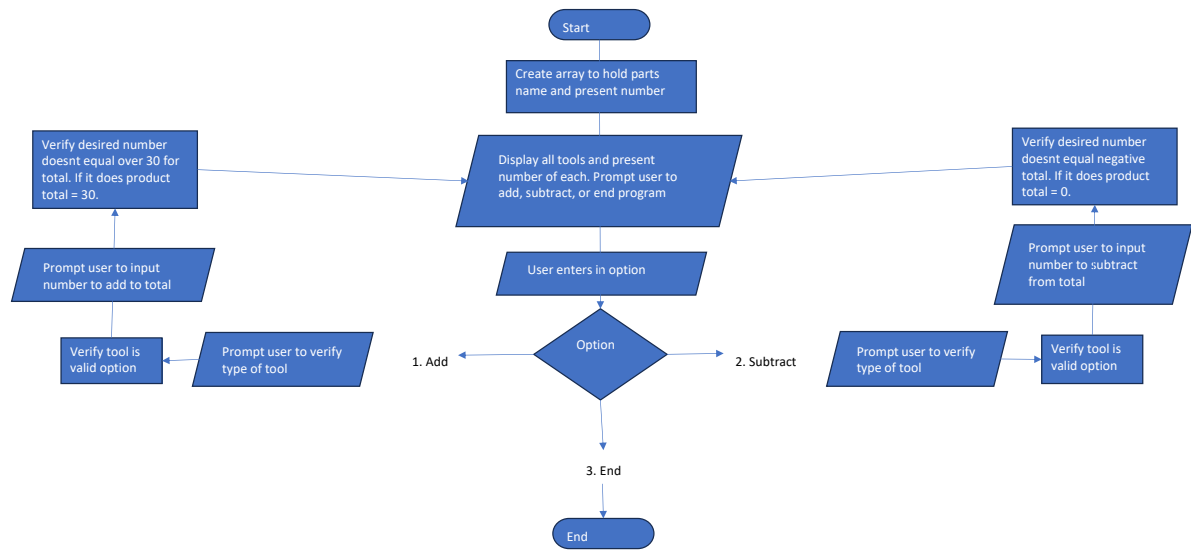 Start
Create array to hold parts
name and present number
Display all tools and present
number of each. Prompt user to
add, subtract, or end program
User enters in option
Option
1. Add
Prompt user to verify
type of tool
Verify tool is
valid option
Prompt user to input
number to add to total
Verify desired number
doesnt equal over 30 for
total. If it does product
total = 30.
2. Subtract
Prompt user to verify
type of tool
Verify tool is
valid option
Prompt user to input
number to subtract
from total
Verify desired number
doesnt equal negative
total. If it does product
total = 0.
3. End
End